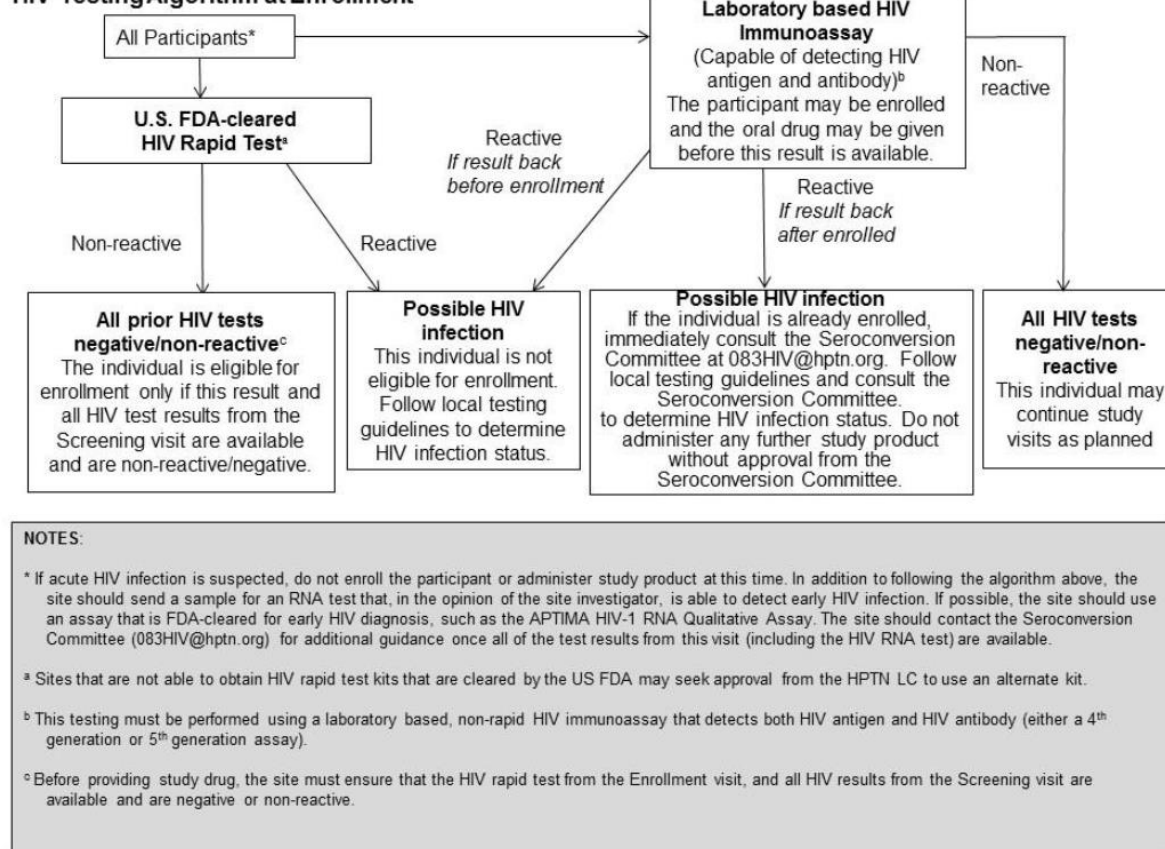 HIV Testing Algorithm at Enrollment
All Participants*
Laboratory based HIV
Immunoassay
(Capable of detecting HIV
antigen and antibody)ᵇ
The participant may be enrolled
and the oral drug may be given
before this result is available.
Non-
reactive
U.S. FDA-cleared
HIV Rapid Testᵃ
Reactive
If result back
before enrollment
Reactive
If result back
after enrolled
Non-reactive
Reactive
All prior HIV tests
negative/non-reactiveᶜ
The individual is eligible for
enrollment only if this result and
all HIV test results from the
Screening visit are available
and are non-reactive/negative.
Possible HIV
infection
This individual is not
eligible for enrollment.
Follow local testing
guidelines to determine
HIV infection status.
Possible HIV infection
If the individual is already enrolled,
immediately consult the Seroconversion
Committee at 083HIV@hptn.org. Follow
local testing guidelines and consult the
Seroconversion Committee.
to determine HIV infection status. Do not
administer any further study product
without approval from the
Seroconversion Committee.
All HIV tests
negative/non-
reactive
This individual may
continue study
visits as planned
NOTES:
* If acute HIV infection is suspected, do not enroll the participant or administer study product at this time. In addition to following the algorithm above, the
site should send a sample for an RNA test that, in the opinion of the site investigator, is able to detect early HIV infection. If possible, the site should use
an assay that is FDA-cleared for early HIV diagnosis, such as the APTIMA HIV-1 RNA Qualitative Assay. The site should contact the Seroconversion
Committee (083HIV@hptn.org) for additional guidance once all of the test results from this visit (including the HIV RNA test) are available.
ᵃ Sites that are not able to obtain HIV rapid test kits that are cleared by the US FDA may seek approval from the HPTN LC to use an alternate kit.
ᵇ This testing must be performed using a laboratory based, non-rapid HIV immunoassay that detects both HIV antigen and HIV antibody (either a 4th
generation or 5th generation assay).
ᶜ Before providing study drug, the site must ensure that the HIV rapid test from the Enrollment visit, and all HIV results from the Screening visit are
available and are negative or non-reactive.